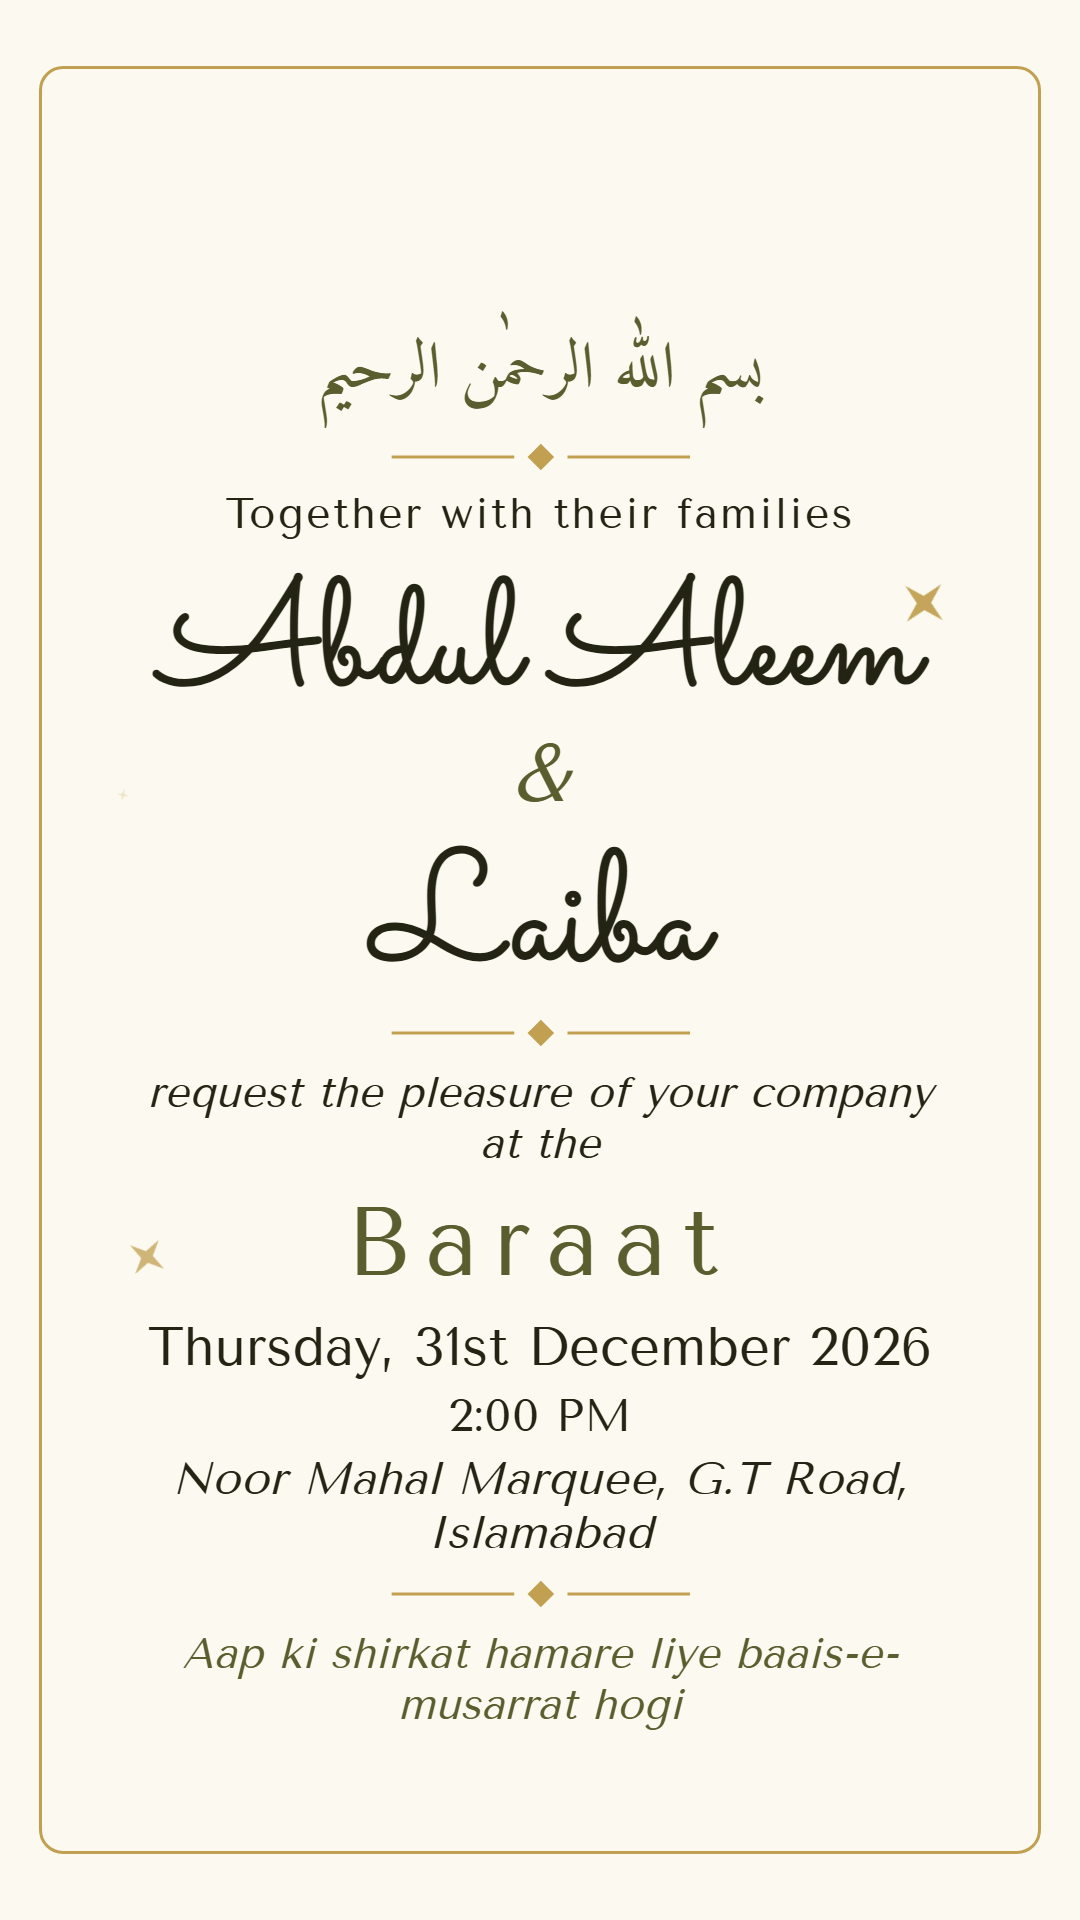 بسم الله الرحمٰن الرحيم
Together with their families
Abdul Aleem
&
Laiba
request the pleasure of your company
at the
Baraat
Thursday, 31st December 2026
2:00 PM
Noor Mahal Marquee, G.T Road,
Islamabad
Aap ki shirkat hamare liye baais-e-
musarrat hogi